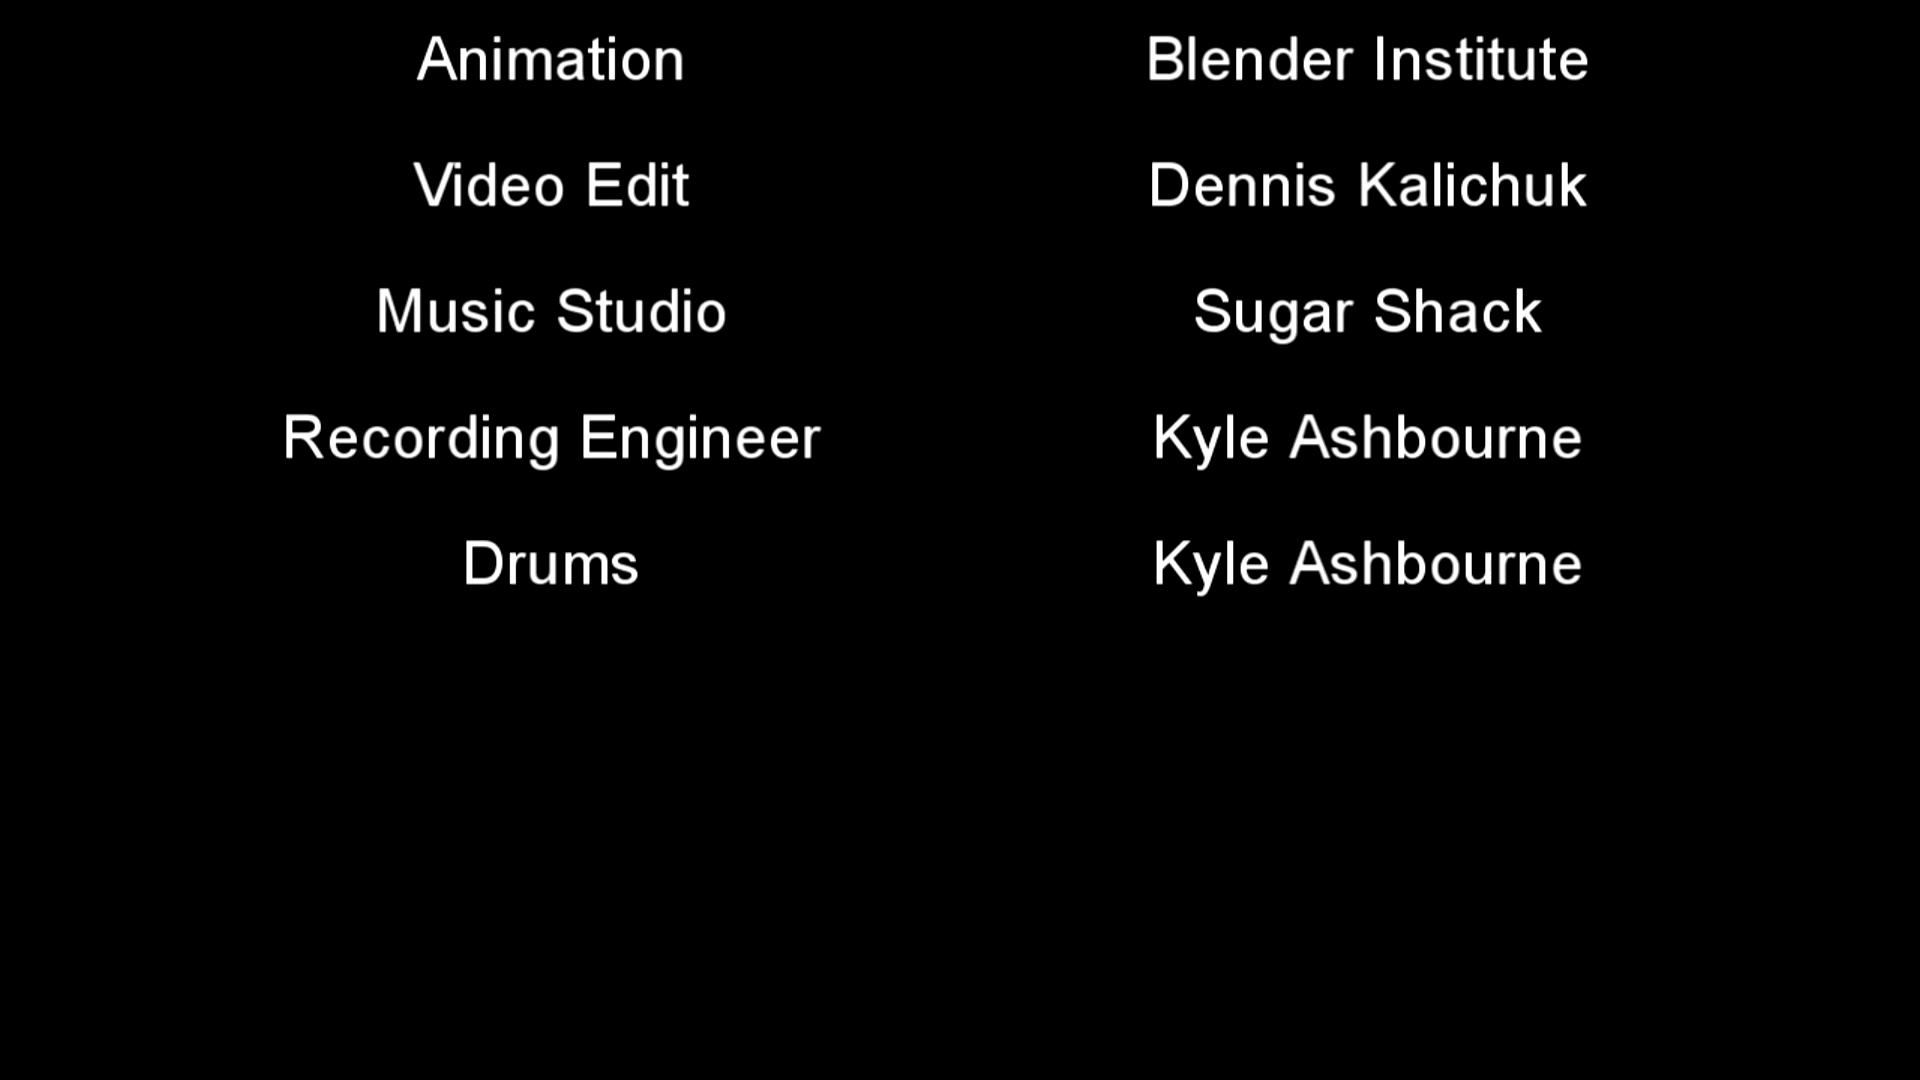 Animation Blender Institute
Video Edit Dennis Kalichuk
Music Studio Sugar Shack
Recording Engineer Kyle Ashbourne
Drums Kyle Ashbourne